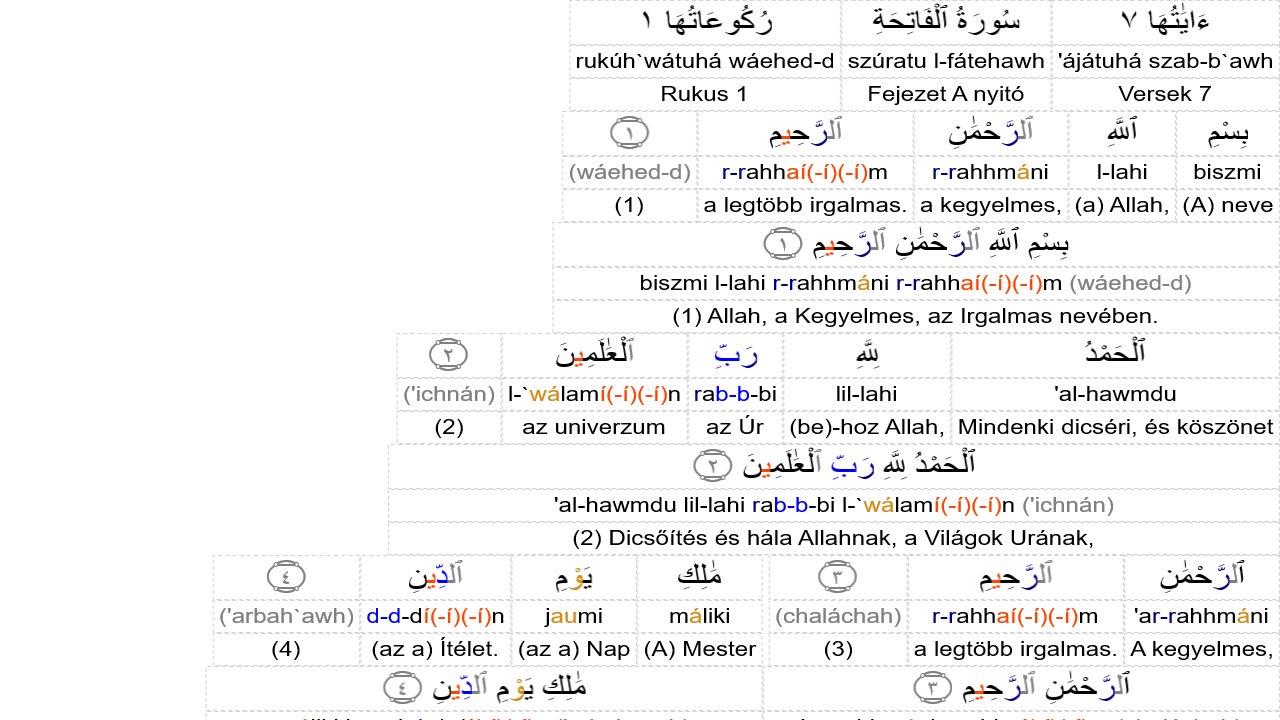 ءَايَٰتُهَا ٧ سُورَةُ ٱلْفَاتِحَةِ رُكُوعَاتُهَا ١
'ájátuhá szab-b`awh szúratu l-fátehawh rukúh`wátuhá wáehed-d
Versek 7 Fejezet A nyitó Rukus 1
بِسْمِ ٱللَّهِ ٱلرَّحْمَٰنِ ٱلرَّحِيمِ ١
biszmi l-lahi r-rahhmáni r-rahhaí(-í)(-í)m (wáehed-d)
(A) neve (a) Allah, a kegyelmes, a legtöbb irgalmas. (1)
بِسْمِ ٱللَّهِ ٱلرَّحْمَٰنِ ٱلرَّحِيمِ ١
biszmi l-lahi r-rahhmáni r-rahhaí(-í)(-í)m (wáehed-d)
(1) Allah, a Kegyelmes, az Irgalmas nevében.
ٱلْحَمْدُ لِلَّهِ رَبِّ ٱلْعَٰلَمِينَ ٢
'al-hawmdu lil-lahi rab-b-bi l-`wálamí(-í)(-í)n ('ichnán)
Mindenki dicséri, és köszönet (be)-hoz Allah, az Úr az univerzum (2)
ٱلْحَمْدُ لِلَّهِ رَبِّ ٱلْعَٰلَمِينَ ٢
'al-hawmdu lil-lahi rab-b-bi l-`wálamí(-í)(-í)n ('ichnán)
(2) Dicsőítés és hála Allahnak, a Világok Urának,
ٱلرَّحْمَٰنِ ٱلرَّحِيمِ ٣ مَٰلِكِ يَوْمِ ٱلدِّينِ ٤
'ar-rahhmáni r-rahhaí(-í)(-í)m (chaláchah) máliki jaumi d-d-dí(-í)(-í)n ('arbah`awh)
A kegyelmes, a legtöbb irgalmas. (3) (A) Mester (az a) Nap (az a) Ítélet. (4)
ٱلرَّحْمَٰنِ ٱلرَّحِيمِ ٣ مَٰلِكِ يَوْمِ ٱلدِّينِ ٤